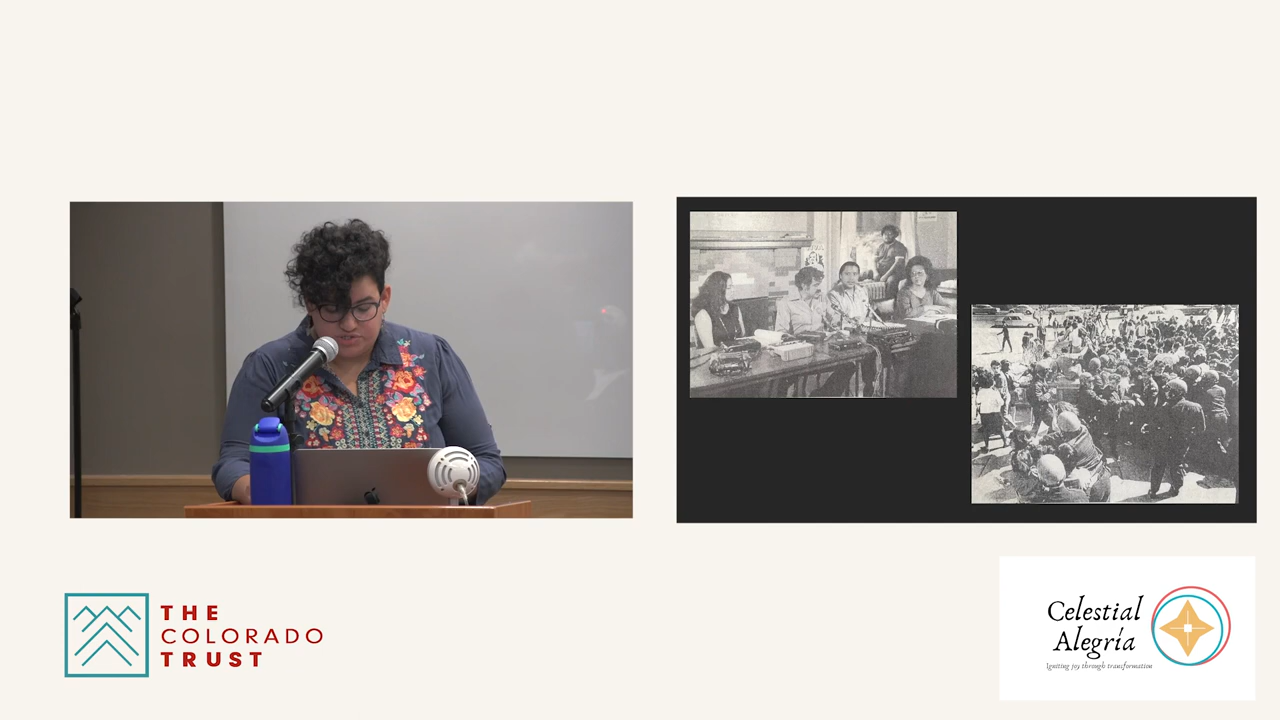 THE
COLORADO
TRUST
Celestial
Alegría
Igniting joy through transformation